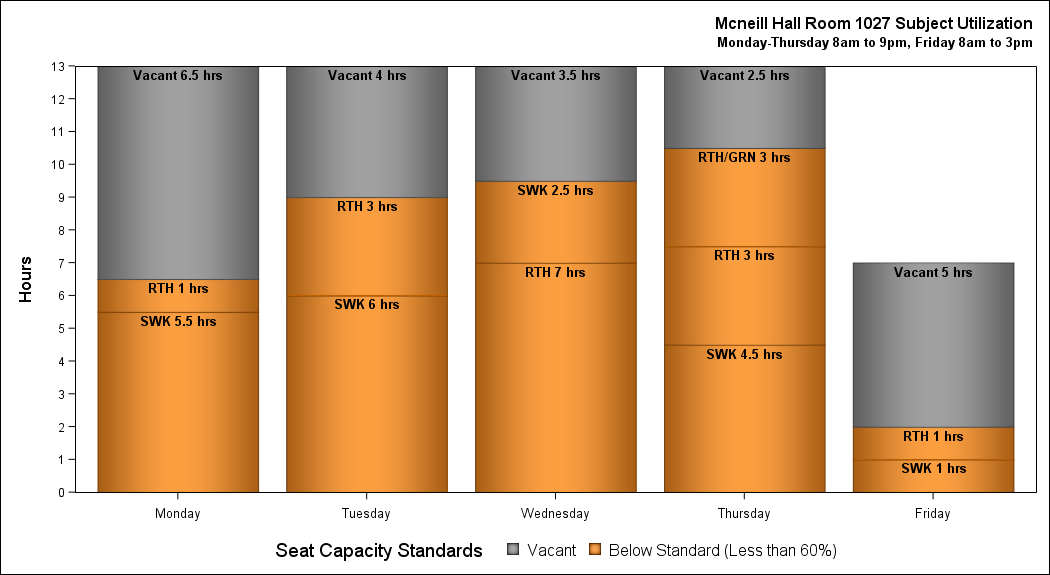 Mcneill Hall Room 1027 Subject Utilization
Monday-Thursday 8am to 9pm, Friday 8am to 3pm
Hours
13
12
11
10
9
8
7
6
5
4
3
2
1
0
Vacant 6.5 hrs
RTH 1 hrs
SWK 5.5 hrs
Vacant 4 hrs
RTH 3 hrs
SWK 6 hrs
Vacant 3.5 hrs
SWK 2.5 hrs
RTH 7 hrs
Vacant 2.5 hrs
RTH/GRN 3 hrs
RTH 3 hrs
SWK 4.5 hrs
Vacant 5 hrs
RTH 1 hrs
SWK 1 hrs
Monday Tuesday Wednesday Thursday Friday
Seat Capacity Standards Vacant Below Standard (Less than 60%)